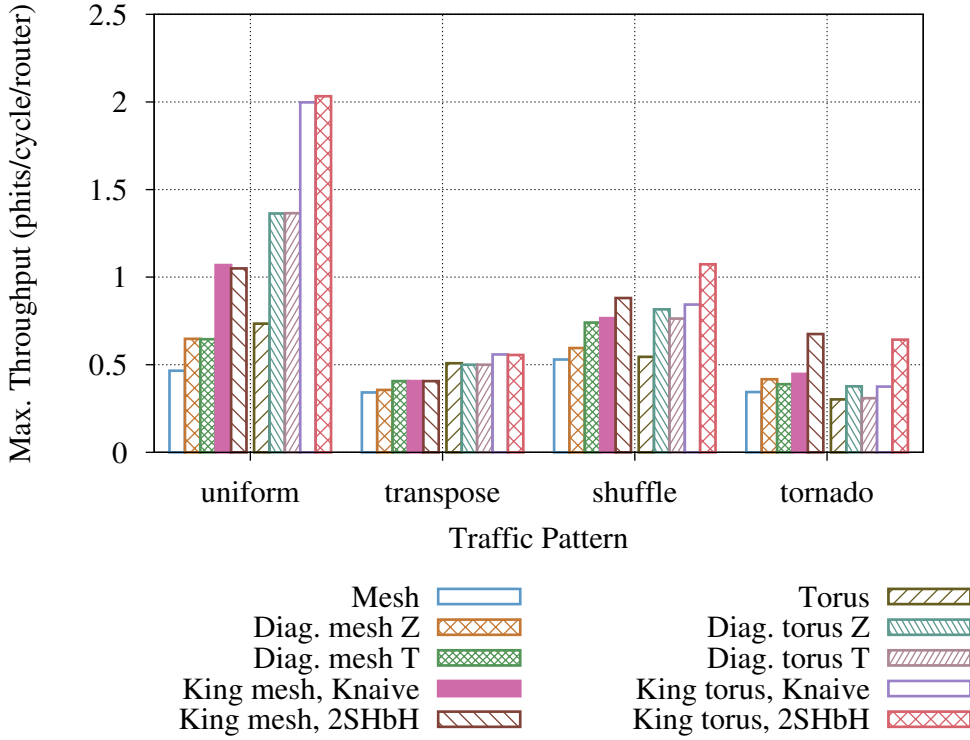 Max. Throughput (phits/cycle/router)
2.5
2
1.5
1
0.5
0
uniform transpose shuffle tornado
Traffic Pattern
Mesh Torus
Diag. mesh Z Diag. torus Z
Diag. mesh T Diag. torus T
King mesh, Knaive King torus, Knaive
King mesh, 2SHbH King torus, 2SHbH